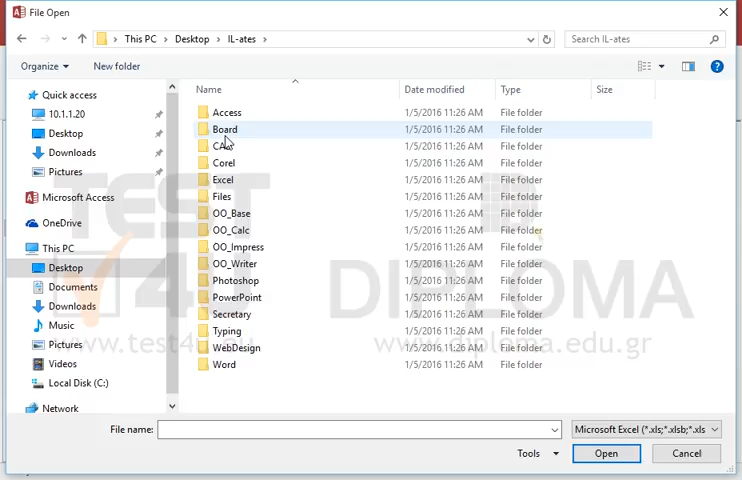 File Open
This PC > Desktop > IL-ates >
Search IL-ates
Organize
New folder
Name
Date modified
Type
Size
Quick access
10.1.1.20
Desktop
Downloads
Pictures
Microsoft Access
OneDrive
This PC
Desktop
Documents
Downloads
Music
Pictures
Videos
Local Disk (C:)
Network
Access 1/5/2016 11:26 AM File folder
Board 1/5/2016 11:26 AM File folder
1/5/2016 11:26 AM File folder
Corel 1/5/2016 11:26 AM File folder
Excel 1/5/2016 11:26 AM File folder
Files 1/5/2016 11:26 AM File folder
OO_Base 1/5/2016 11:26 AM File folder
OO_Calc 1/5/2016 11:26 AM File folder
OO_Impress 1/5/2016 11:26 AM File folder
OO_Writer 1/5/2016 11:26 AM File folder
Photoshop 1/5/2016 11:26 AM File folder
PowerPoint 1/5/2016 11:26 AM File folder
Secretary 1/5/2016 11:26 AM File folder
Typing 1/5/2016 11:26 AM File folder
WebDesign 1/5/2016 11:26 AM File folder
Word 1/5/2016 11:26 AM File folder
TEST
4U
DIPLOMA
www.test4u.eu
www.diploma.edu.gr
File name:
Microsoft Excel (*.xls;*.xlsb;*.xls
Tools
Open
Cancel